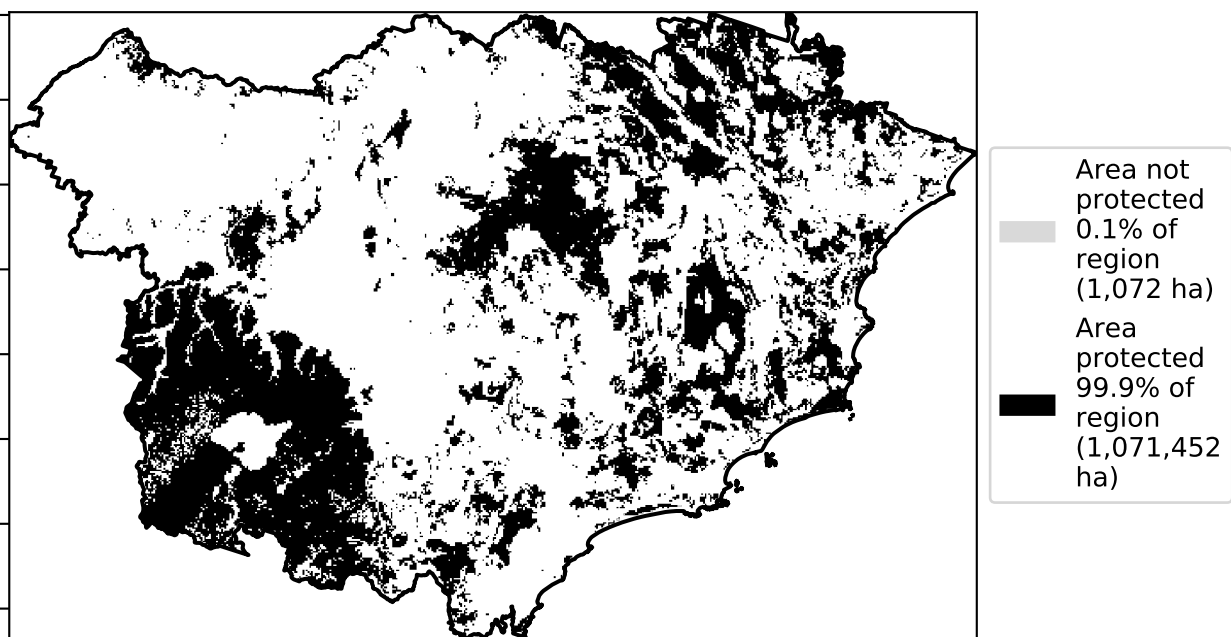 Area not
protected
0.1% of
region
(1,072 ha)
Area
protected
99.9% of
region
(1,071,452
ha)